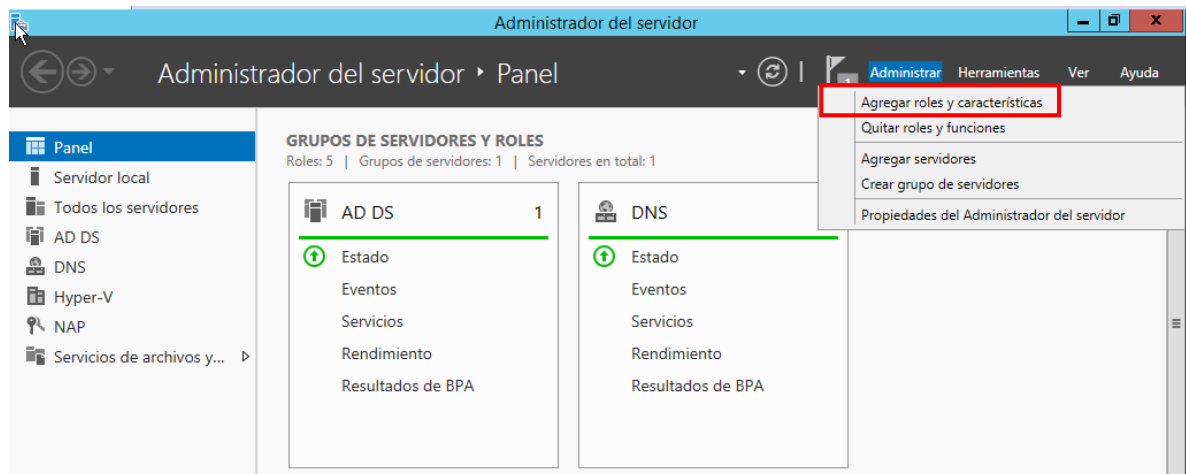 Administrador del servidor
Administrador del servidor ‣ Panel
1
Administrar Herramientas Ver Ayuda
Agregar roles y características
Quitar roles y funciones
Agregar servidores
Crear grupo de servidores
Propiedades del Administrador del servidor
Panel
Servidor local
Todos los servidores
AD DS
DNS
Hyper-V
NAP
Servicios de archivos y...
GRUPOS DE SERVIDORES Y ROLES
Roles: 5 | Grupos de servidores: 1 | Servidores en total: 1
AD DS 1
Estado
Eventos
Servicios
Rendimiento
Resultados de BPA
DNS
Estado
Eventos
Servicios
Rendimiento
Resultados de BPA